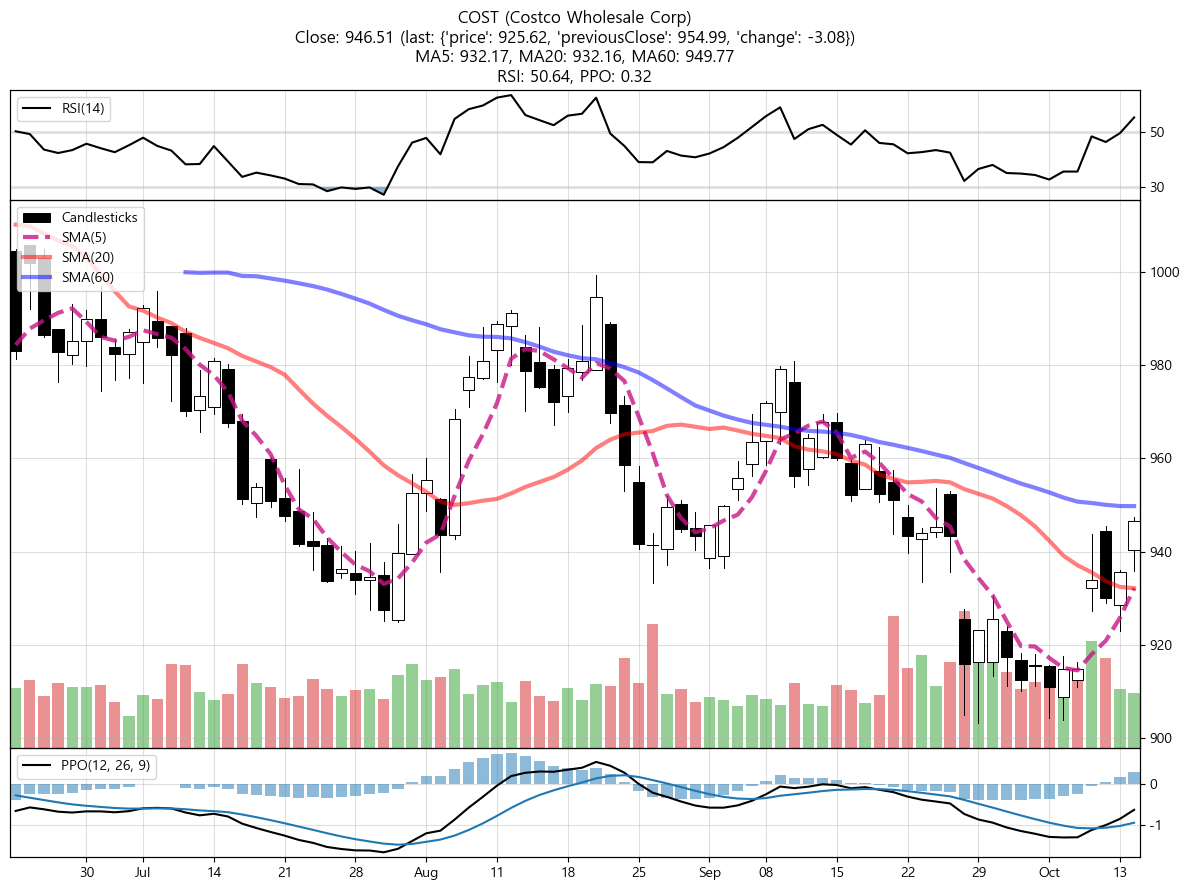 COST (Costco Wholesale Corp)
Close: 946.51 (last: {'price': 925.62, 'previousClose': 954.99, 'change': -3.08})
MA5: 932.17, MA20: 932.16, MA60: 949.77
RSI: 50.64, PPO: 0.32
RSI(14)
50
30
Candlesticks
SMA(5)
SMA(20)
SMA(60)
1000
980
960
940
920
900
PPO(12, 26, 9)
0
-1
30 Jul 14 21 28 Aug 11 18 25 Sep 08 15 22 29 Oct 13